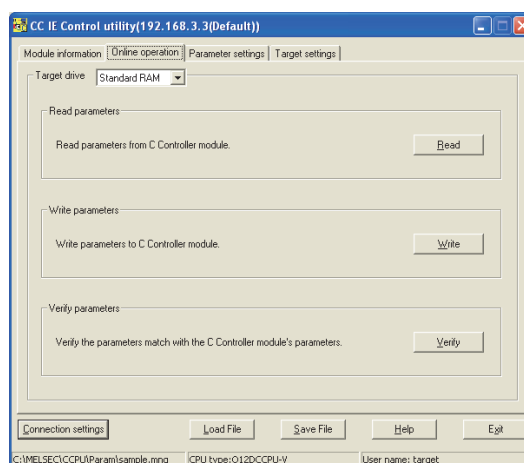 CC IE Control utility(192.168.3.3(Default))
Module information Online operation Parameter settings Target settings
Target drive Standard RAM
Read parameters
Read parameters from C Controller module. Read
Write parameters
Write parameters to C Controller module. Write
Verify parameters
Verify the parameters match with the C Controller module's parameters. Verify
Connection settings Load File Save File Help Exit
C:\MELSEC\CCPU\Param\sample.mng CPU type:Q12DCCPU-V User name: target